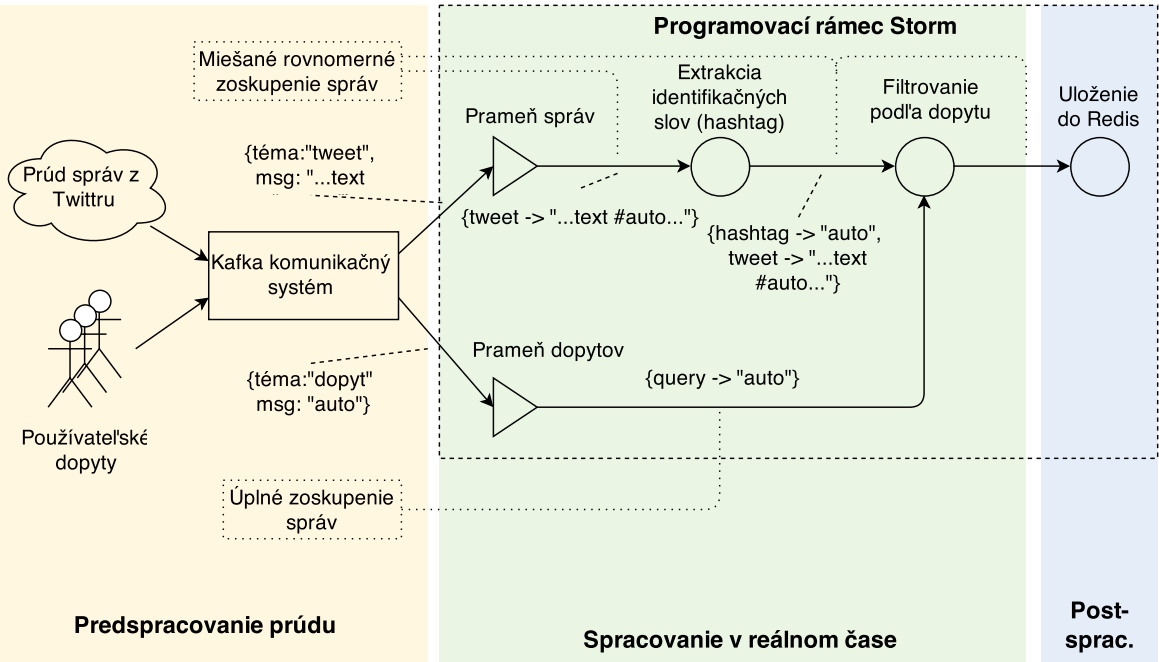 Programovací rámec Storm
Miešané rovnomerné
zoskupenie správ
Extrakcia
identifikačných
slov (hashtag)
Filtrovanie
podľa dopytu
Uloženie
do Redis
Prameň správ
{téma:"tweet",
msg: "...text
Prúd správ z
Twittru
{tweet -> "...text #auto..."}
{hashtag -> "auto",
tweet -> "...text
#auto..."}
Kafka komunikačný
systém
Prameň dopytov
{query -> "auto"}
{téma:"dopyt"
msg: "auto"}
Používateľské
dopyty
Úplné zoskupenie
správ
Predspracovanie prúdu
Spracovanie v reálnom čase
Post-
sprac.